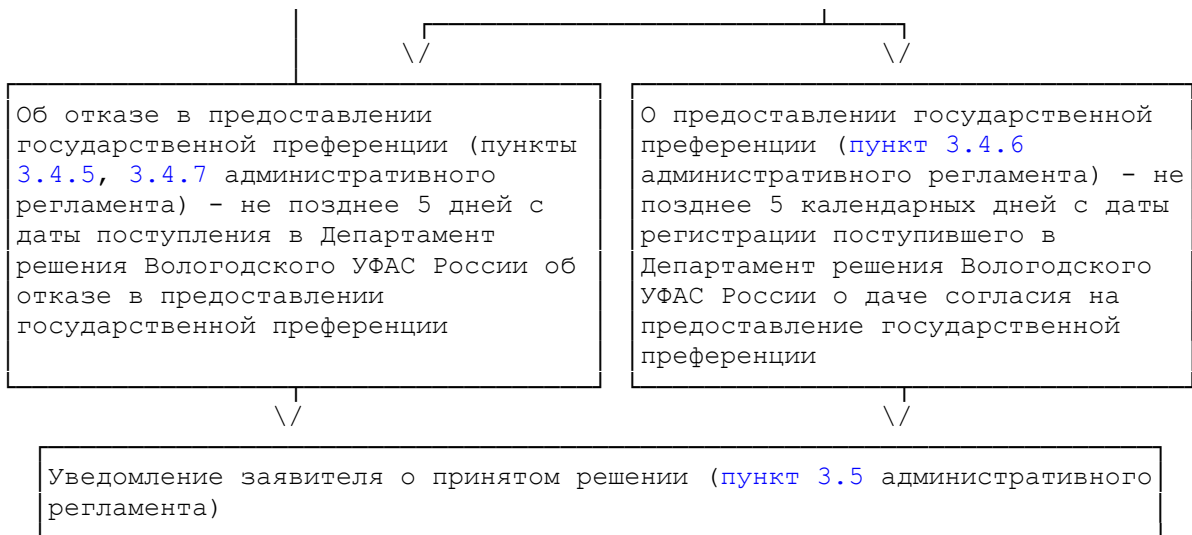 Об отказе в предоставлении
государственной преференции (пункты
3.4.5, 3.4.7 административного
регламента) - не позднее 5 дней с
даты поступления в Департамент
решения Вологодского УФАС России об
отказе в предоставлении
государственной преференции
О предоставлении государственной
преференции (пункт 3.4.6
административного регламента) - не
позднее 5 календарных дней с даты
регистрации поступившего в
Департамент решения Вологодского
УФАС России о даче согласия на
предоставление государственной
преференции
Уведомление заявителя о принятом решении (пункт 3.5 административного
регламента)